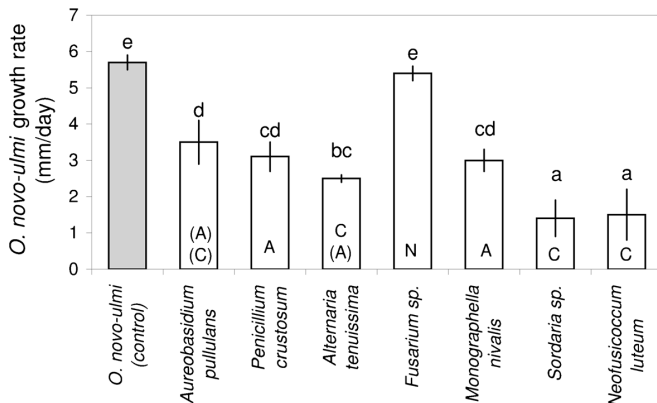 O. novo-ulmi growth rate
(mm/day)
7
6
5
4
3
2
1
0
e
d
cd
bc
e
cd
a
a
(A)
(C)
A
C
(A)
N
A
C
C
O. novo-ulmi
(control)
Aureobasidium
pullulans
Penicillium
crustosum
Alternaria
tenuissima
Fusarium sp.
Monographella
nivalis
Sordaria sp.
Neofusicoccum
luteum